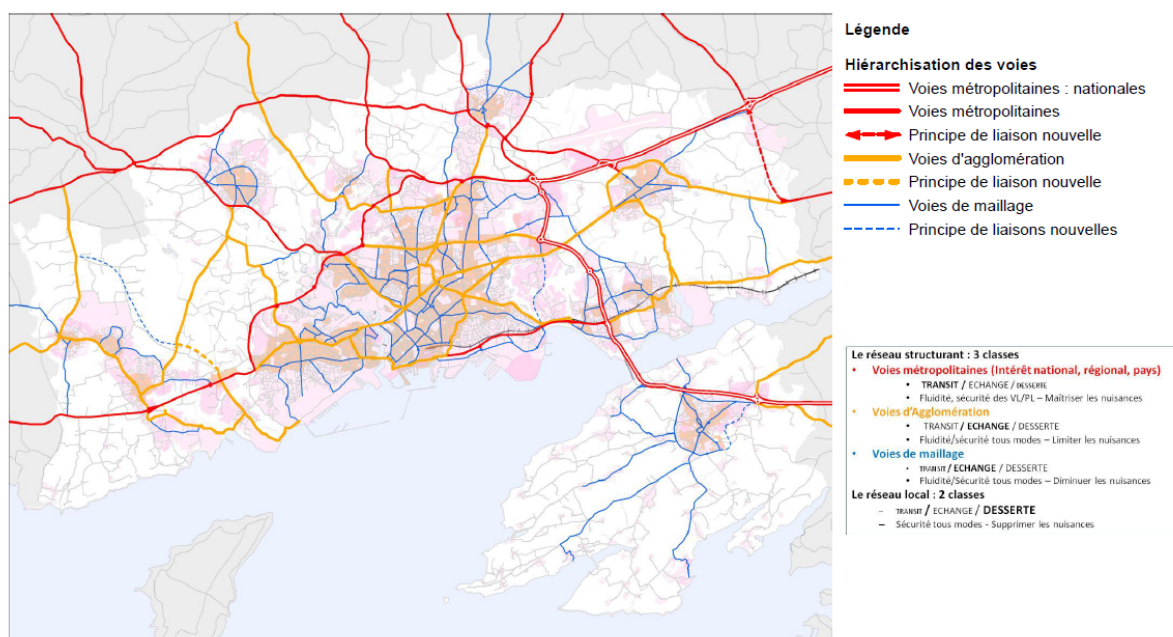 Légende
Hiérarchisation des voies
Voies métropolitaines : nationales
Voies métropolitaines
Principe de liaison nouvelle
Voies d'agglomération
Principe de liaison nouvelle
Voies de maillage
Principe de liaisons nouvelles
Le réseau structurant : 3 classes
• Voies métropolitaines (Intérêt national, régional, pays)
• TRANSIT / ECHANGE / DESSERTE
• Fluidité, sécurité des VL/PL – Maîtriser les nuisances
• Voies d'Agglomération
• TRANSIT / ECHANGE / DESSERTE
• Fluidité/sécurité tous modes – Limiter les nuisances
• Voies de maillage
• TRANSIT / ECHANGE / DESSERTE
• Fluidité/Sécurité tous modes – Diminuer les nuisances
Le réseau local : 2 classes
– TRANSIT / ECHANGE / DESSERTE
– Sécurité tous modes - Supprimer les nuisances